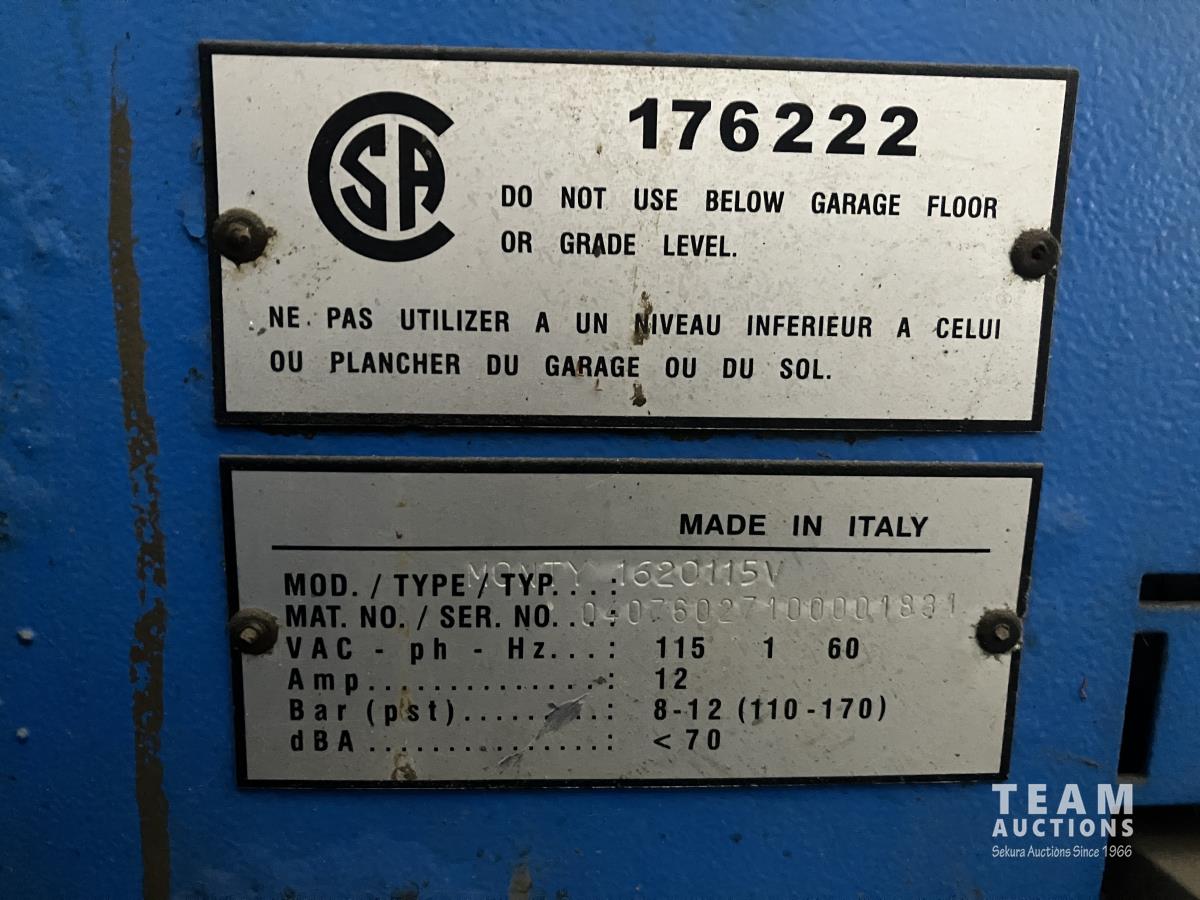 CSA
176222
DO NOT USE BELOW GARAGE FLOOR
OR GRADE LEVEL.
NE PAS UTILIZER A UN NIVEAU INFERIEUR A CELUI
OU PLANCHER DU GARAGE OU DU SOL.
MADE IN ITALY
MOD. / TYPE / TYP. . . . : MONTY 1620115V
MAT. NO. / SER. NO. . . . : 04076027100001831
VAC - ph - Hz. . . : 115 1 60
Amp. . . . . . . . . . . . . . : 12
Bar (pst). . . . . . . . . : 8-12 (110-170)
dBA . . . . . . . . . . . . . . . : < 70
TEAM
AUCTIONS
Sekura Auctions Since 1966